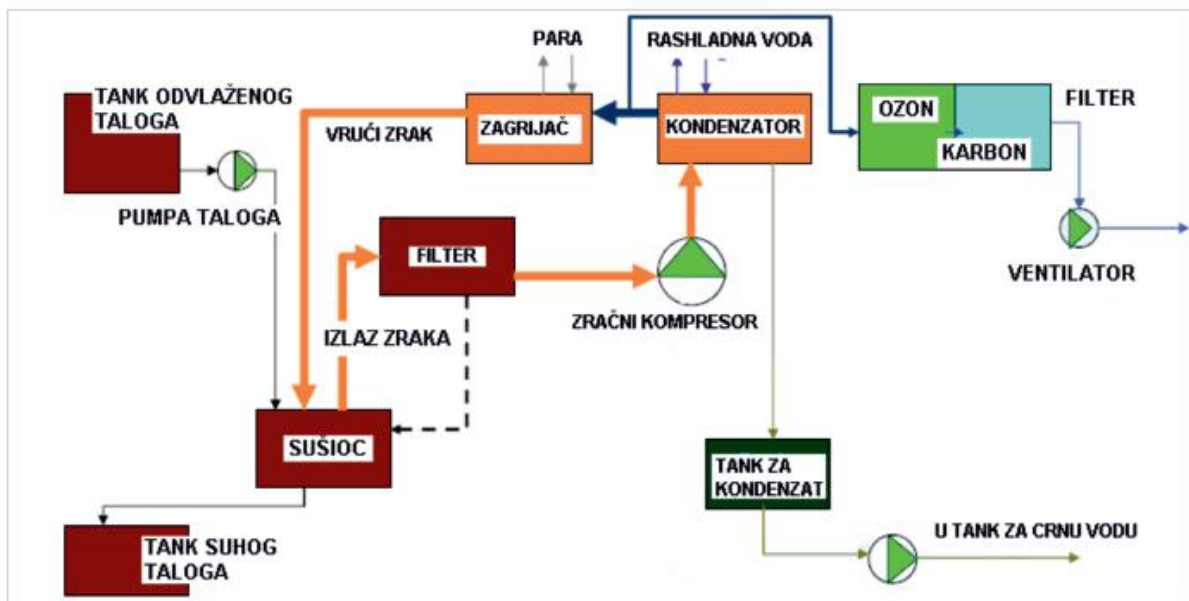 PARA
RASHLADNA VODA
TANK ODVLAŽENOG
TALOGA
VRUĆI ZRAK
ZAGRIJAČ
KONDENZATOR
OZON
KARBON
FILTER
PUMPA TALOGA
FILTER
VENTILATOR
ZRAČNI KOMPRESOR
IZLAZ ZRAKA
SUŠIOC
TANK ZA
KONDENZAT
U TANK ZA CRNU VODU
TANK SUHOG
TALOGA